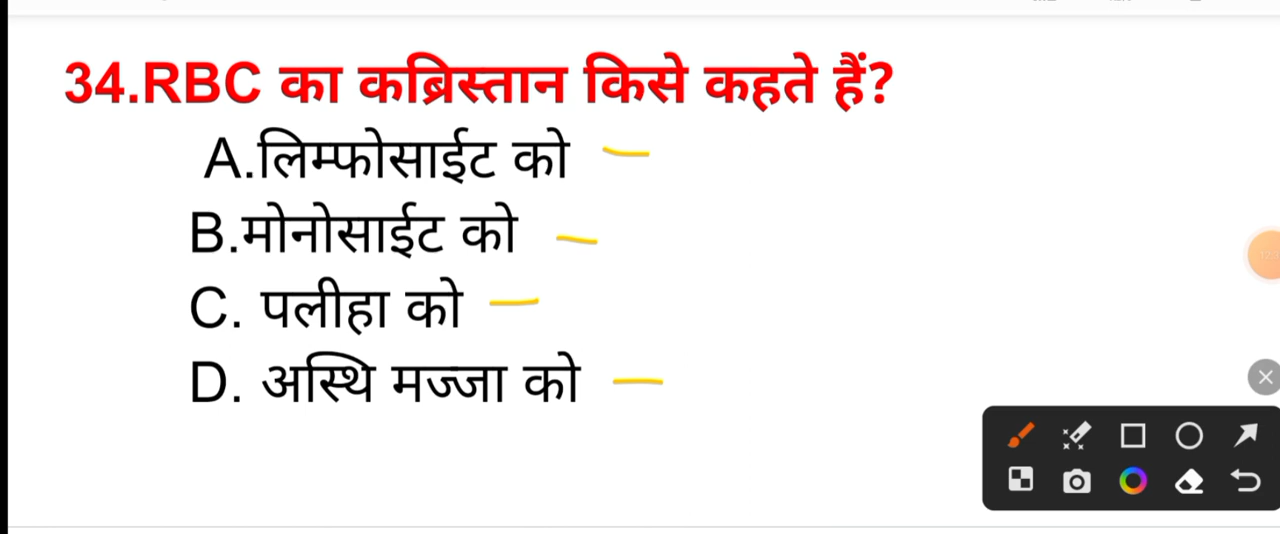 34.RBC का कब्रिस्तान किसे कहते हैं?
A.लिम्फोसाईट को
B.मोनोसाईट को
C. पलीहा को
D. अस्थि मज्जा को